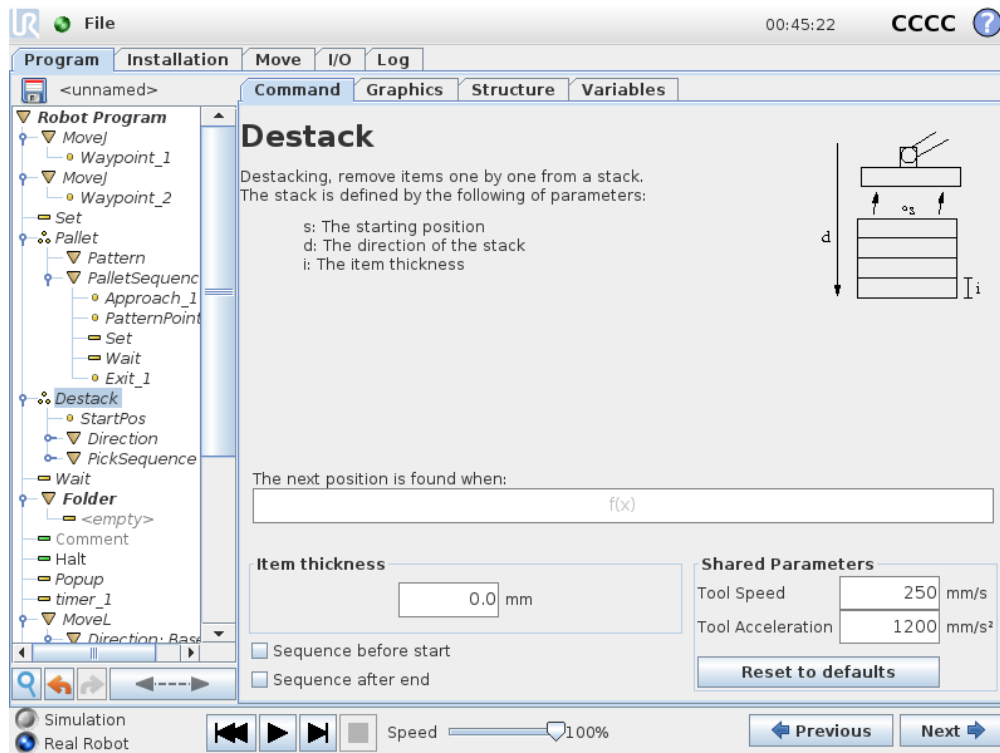 UR File 00:45:22 CCCC ?
Program Installation Move I/O Log
<unnamed>
Command Graphics Structure Variables
Robot Program
MoveJ
Waypoint_1
MoveJ
Waypoint_2
Set
Pallet
Pattern
PalletSequenc
Approach_1
PatternPoint
Set
Wait
Exit_1
Destack
StartPos
Direction
PickSequence
Wait
Folder
<empty>
Comment
Halt
Popup
timer_1
MoveL
Direction: Base
Destack
Destacking, remove items one by one from a stack.
The stack is defined by the following of parameters:
s: The starting position
d: The direction of the stack
i: The item thickness
s
d
i
The next position is found when:
f(x)
Item thickness
0.0 mm
Sequence before start
Sequence after end
Shared Parameters
Tool Speed 250 mm/s
Tool Acceleration 1200 mm/s²
Reset to defaults
Simulation
Real Robot
Speed 100%
Previous Next